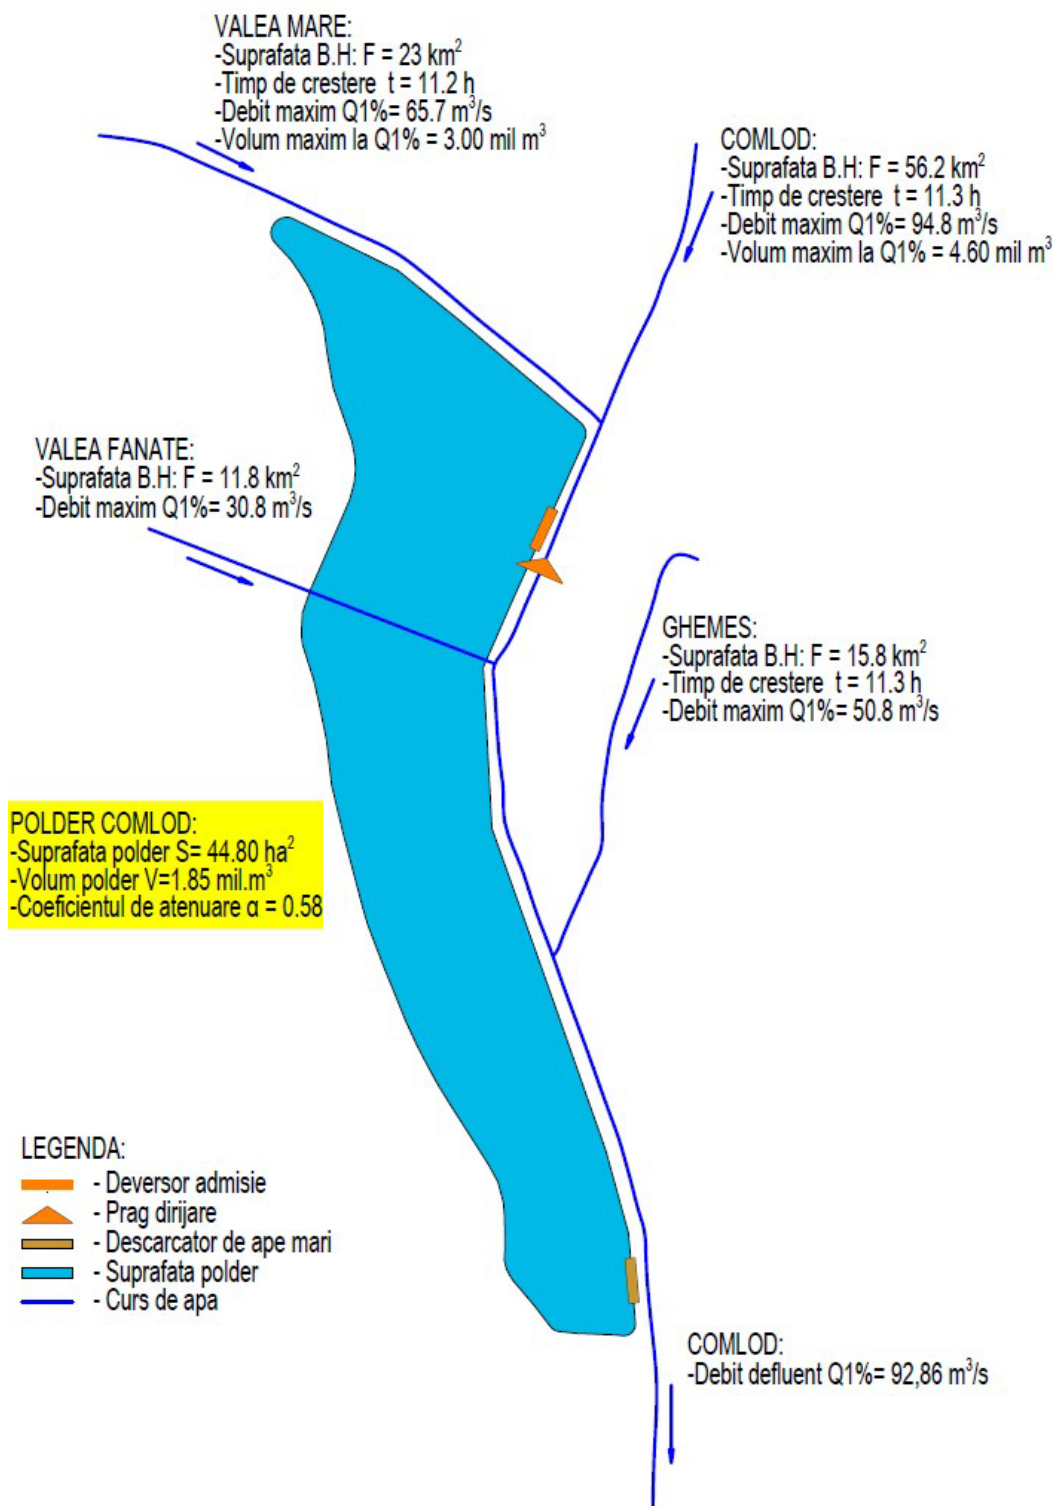 VALEA MARE:
-Suprafata B.H: F = 23 km²
-Timp de crestere t = 11.2 h
-Debit maxim Q1%= 65.7 m³/s
-Volum maxim la Q1% = 3.00 mil m³
COMLOD:
-Suprafata B.H: F = 56.2 km²
-Timp de crestere t = 11.3 h
-Debit maxim Q1%= 94.8 m³/s
-Volum maxim la Q1% = 4.60 mil m³
VALEA FANATE:
-Suprafata B.H: F = 11.8 km²
-Debit maxim Q1%= 30.8 m³/s
GHEMES:
-Suprafata B.H: F = 15.8 km²
-Timp de crestere t = 11.3 h
-Debit maxim Q1%= 50.8 m³/s
POLDER COMLOD:
-Suprafata polder S= 44.80 ha²
-Volum polder V=1.85 mil.m³
-Coeficientul de atenuare α = 0.58
LEGENDA:
- Deversor admisie
- Prag dirijare
- Descarcator de ape mari
- Suprafata polder
- Curs de apa
COMLOD:
-Debit defluent Q1%= 92,86 m³/s